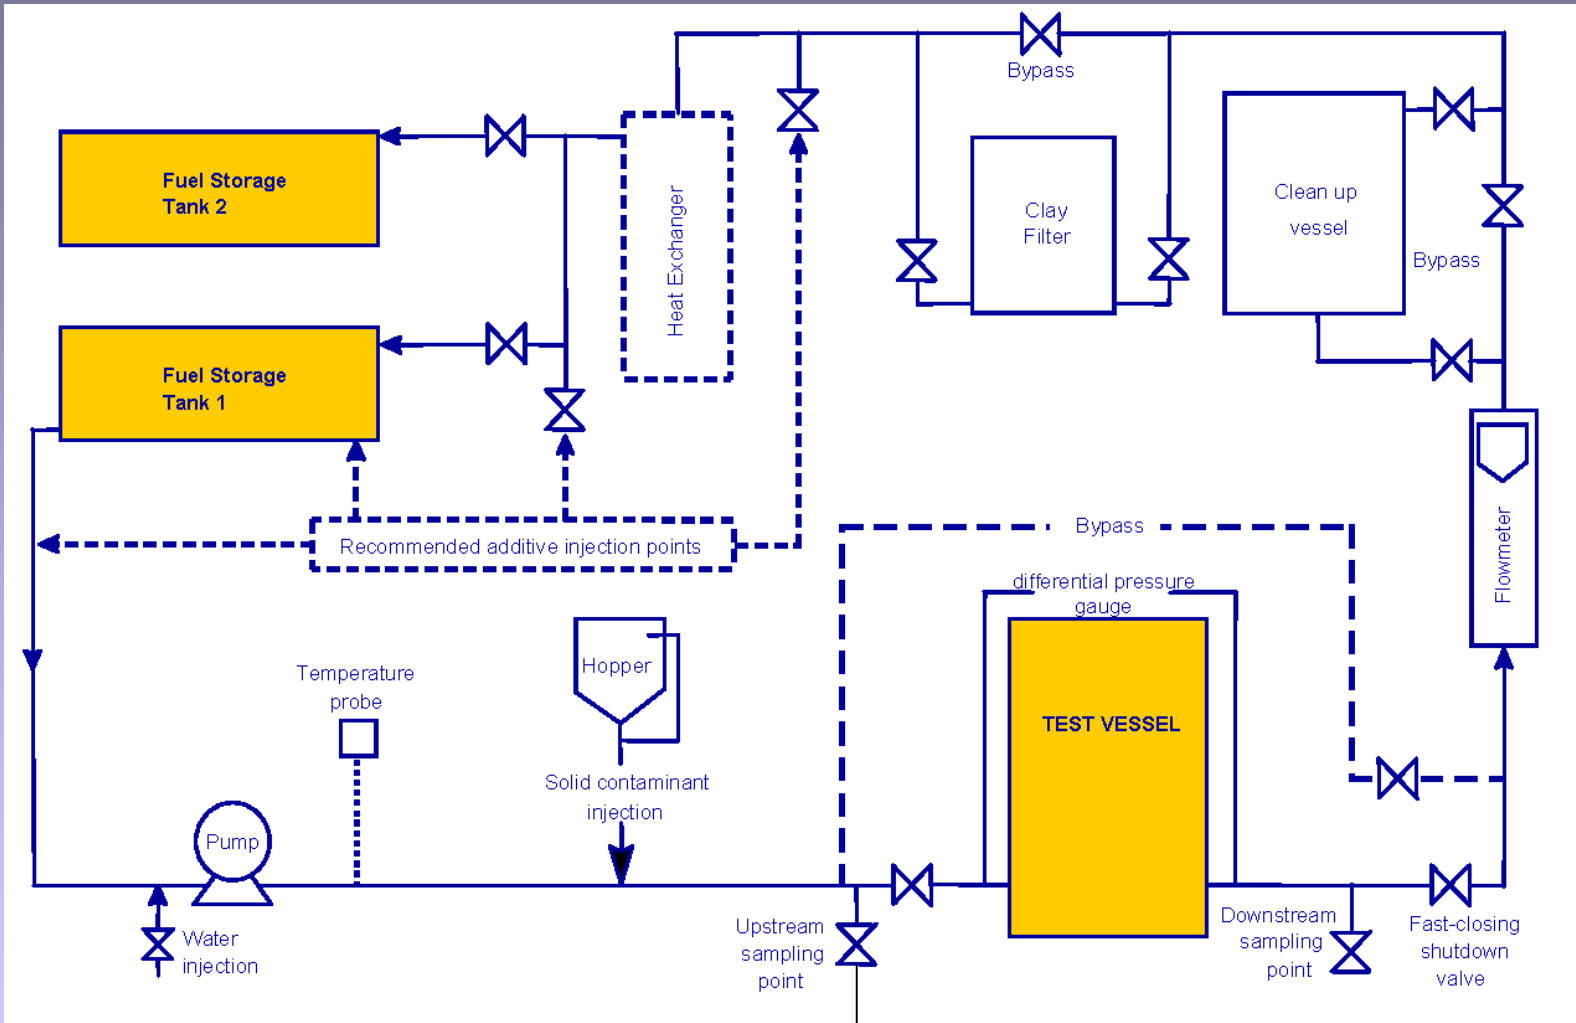 Bypass
Fuel Storage
Tank 2
Heat Exchanger
Clay
Filter
Clean up
vessel
Bypass
Fuel Storage
Tank 1
Recommended additive injection points
Bypass
differential pressure
gauge
Flowmeter
Hopper
Temperature
probe
TEST VESSEL
Solid contaminant
injection
Pump
Water
injection
Upstream
sampling
point
Downstream
sampling
point
Fast-closing
shutdown
valve